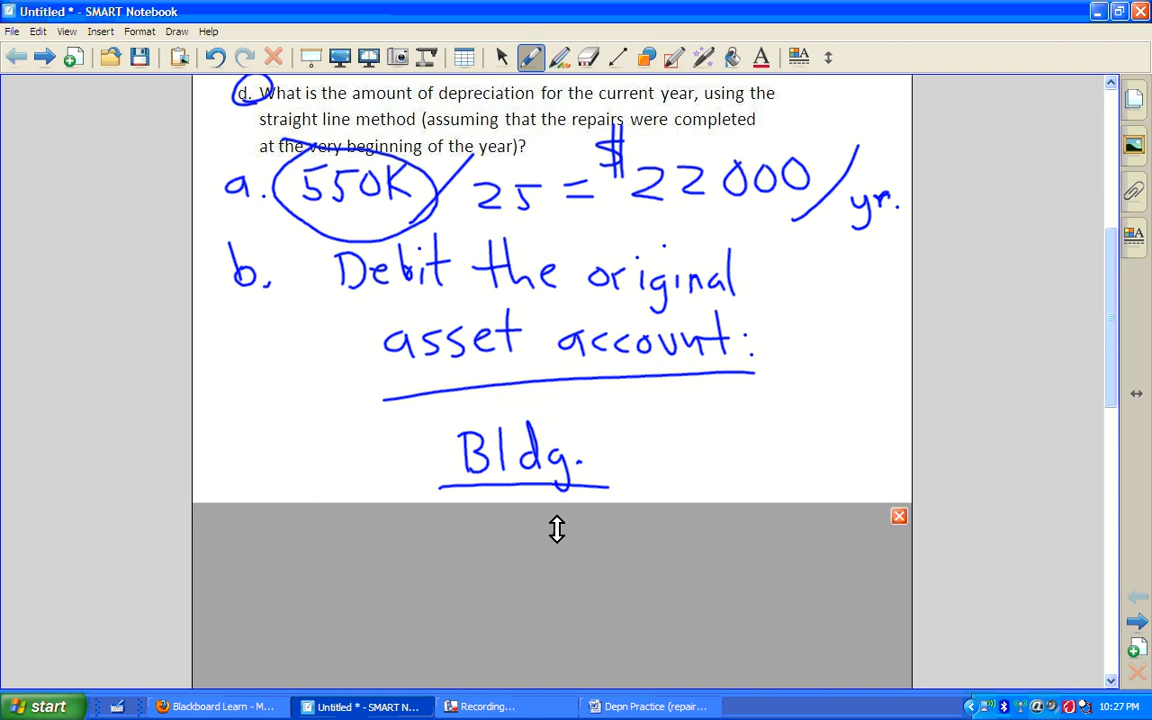 Untitled * - SMART Notebook
File Edit View Insert Format Draw Help
d. What is the amount of depreciation for the current year, using the
straight line method (assuming that the repairs were completed
at the very beginning of the year)?
a. 550K / 25 = $22000/yr.
b. Debit the original
asset account:
Bldg.
start Blackboard Learn - M... Untitled * - SMART N... Recording... Depn Practice (repair... 10:27 PM